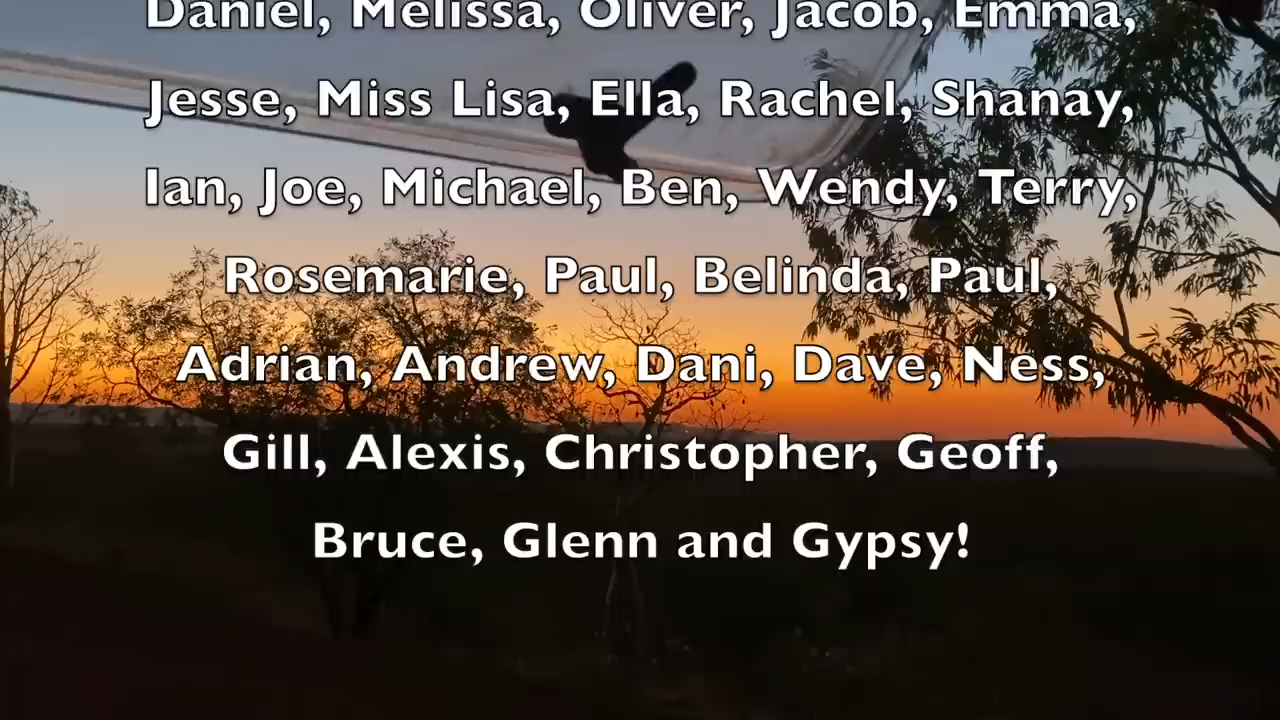 Daniel, Melissa, Oliver, Jacob, Emma,
Jesse, Miss Lisa, Ella, Rachel, Shanay,
Ian, Joe, Michael, Ben, Wendy, Terry,
Rosemarie, Paul, Belinda, Paul,
Adrian, Andrew, Dani, Dave, Ness,
Gill, Alexis, Christopher, Geoff,
Bruce, Glenn and Gypsy!